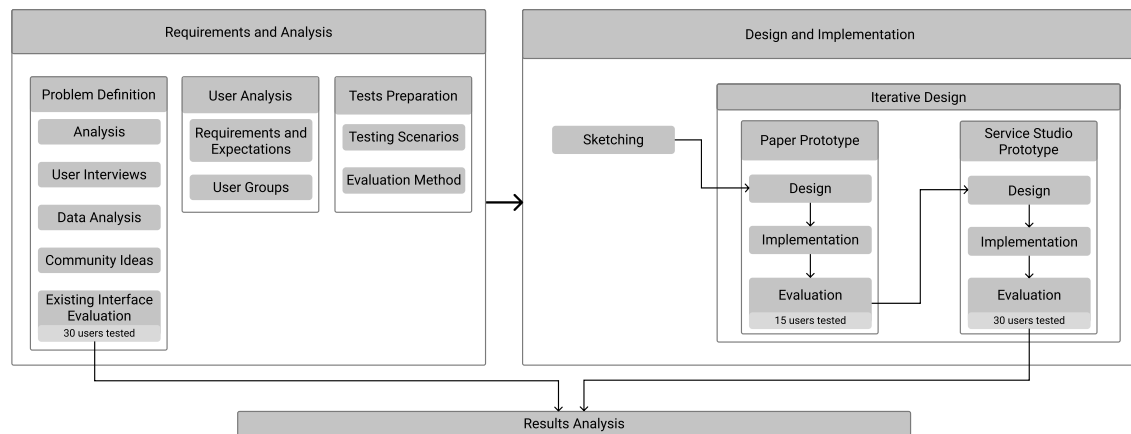 Requirements and Analysis
Problem Definition
Analysis
User Interviews
Data Analysis
Community Ideas
Existing Interface
Evaluation
30 users tested
User Analysis
Requirements and
Expectations
User Groups
Tests Preparation
Testing Scenarios
Evaluation Method
Design and Implementation
Sketching
Iterative Design
Paper Prototype
Design
Implementation
Evaluation
15 users tested
Service Studio
Prototype
Design
Implementation
Evaluation
30 users tested
Results Analysis